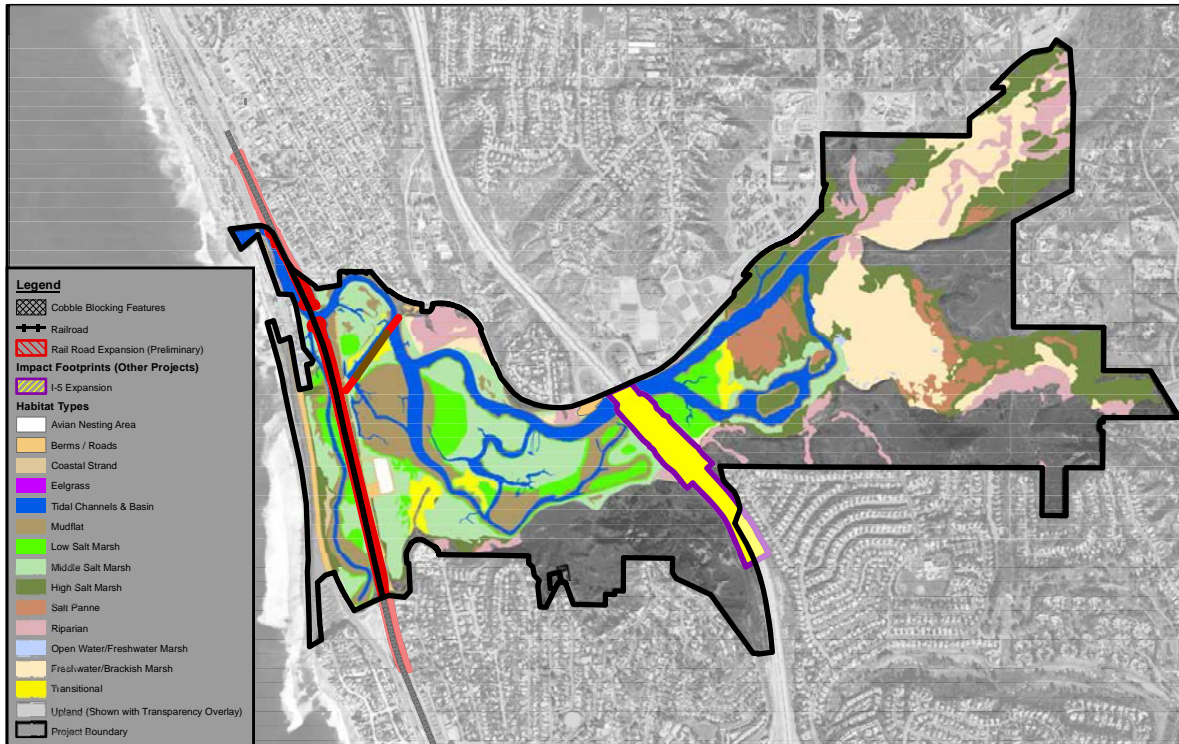 Legend
Cobble Blocking Features
Railroad
Rail Road Expansion (Preliminary)
Impact Footprints (Other Projects)
I-5 Expansion
Habitat Types
Avian Nesting Area
Berms / Roads
Coastal Strand
Eelgrass
Tidal Channels & Basin
Mudflat
Low Salt Marsh
Middle Salt Marsh
High Salt Marsh
Salt Panne
Riparian
Open Water/Freshwater Marsh
Freshwater/Brackish Marsh
Transitional
Upland (Shown with Transparency Overlay)
Project Boundary